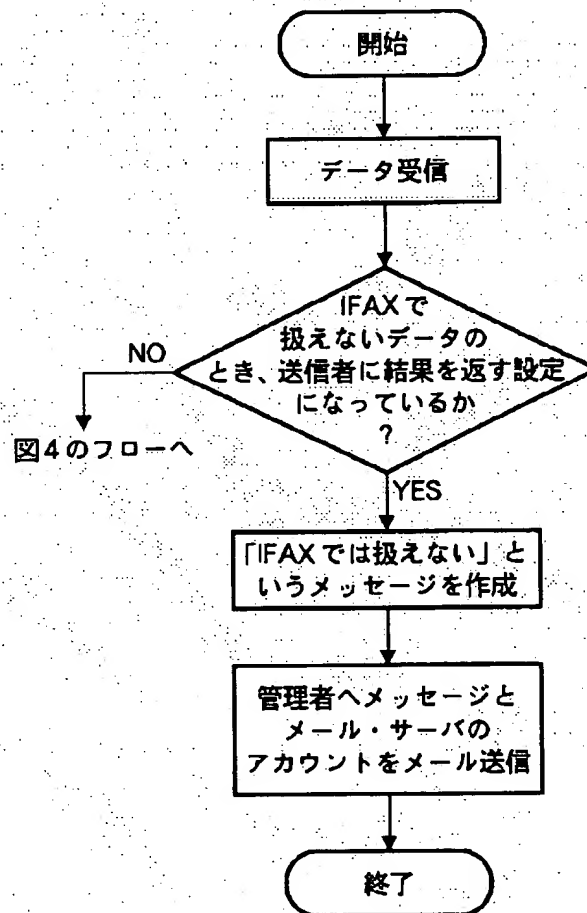 開始
データ受信
IFAXで
扱えないデータの
とき、送信者に結果を返す設定
になっているか
?
NO
図4のフローへ
YES
「IFAXでは扱えない」と
いうメッセージを作成
管理者へメッセージと
メール・サーバの
アカウントをメール送信
終了